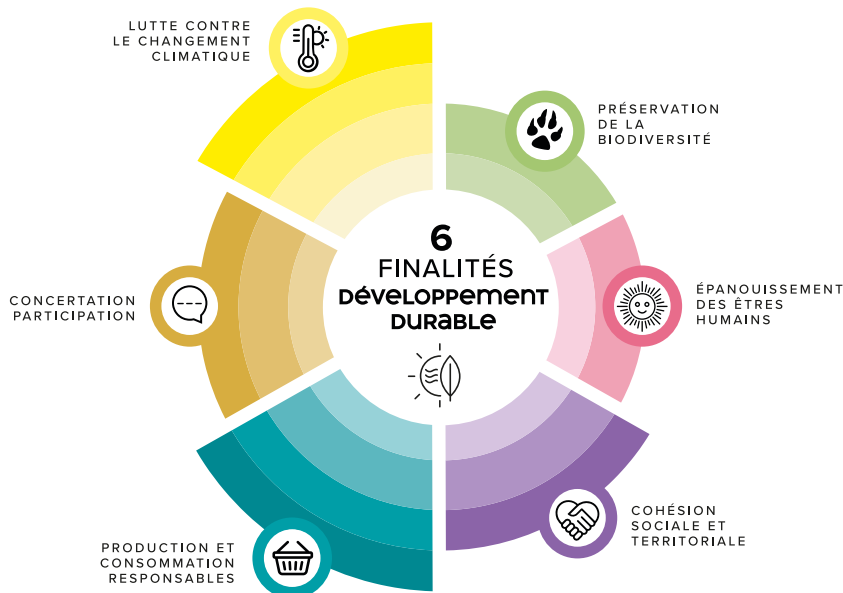 LUTTE CONTRE
LE CHANGEMENT
CLIMATIQUE
PRÉSERVATION
DE LA
BIODIVERSITÉ
6
FINALITÉS
DÉVELOPPEMENT
DURABLE
CONCERTATION
PARTICIPATION
ÉPANOUISSEMENT
DES ÊTRES
HUMAINS
COHÉSION
SOCIALE ET
TERRITORIALE
PRODUCTION ET
CONSOMMATION
RESPONSABLES